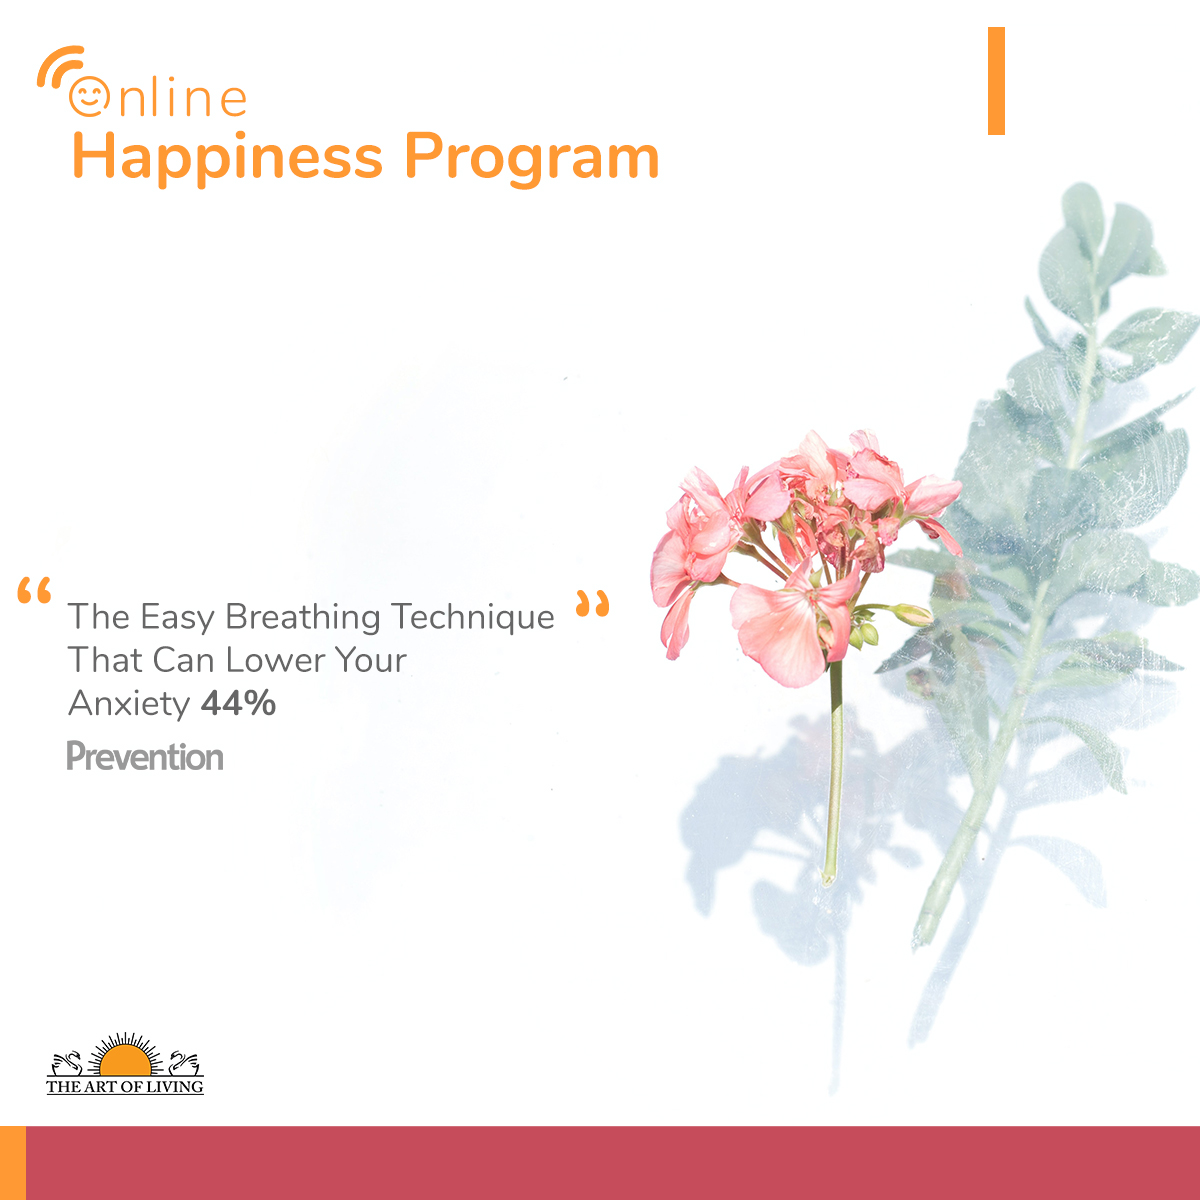 Online
Happiness Program
“The Easy Breathing Technique”
That Can Lower Your
Anxiety 44%
Prevention
THE ART OF LIVING